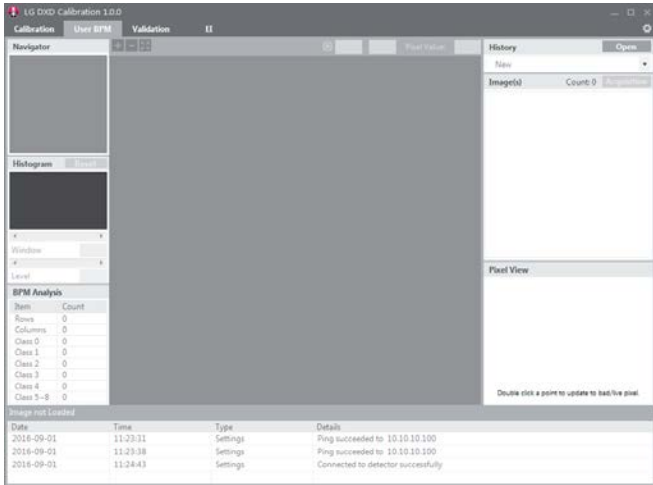 LG DXD Calibration 1.0.0
Calibration User BPM Validation EI
Navigator
Pixel Value
History Open
New
Image(s) Count: 0 Acquisition
Histogram Reset
Window
Level
Pixel View
BPM Analysis
Item Count
Rows 0
Columns 0
Class 0 0
Class 1 0
Class 2 0
Class 3 0
Class 4 0
Class 5~8 0
Double click a point to update to bad/live pixel.
Image not Loaded
Date Time Type Details
2016-09-01 11:23:31 Settings Ping succeeded to 10.10.10.100
2016-09-01 11:23:38 Settings Ping succeeded to 10.10.10.100
2016-09-01 11:24:43 Settings Connected to detector successfully